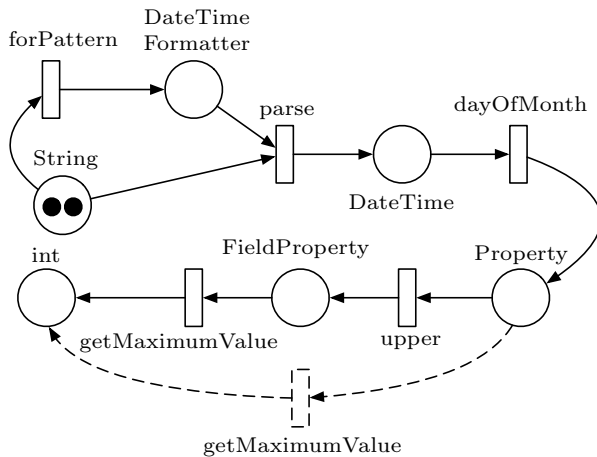 DateTime
Formatter
forPattern
parse
dayOfMonth
String
DateTime
int
FieldProperty
Property
getMaximumValue
upper
getMaximumValue